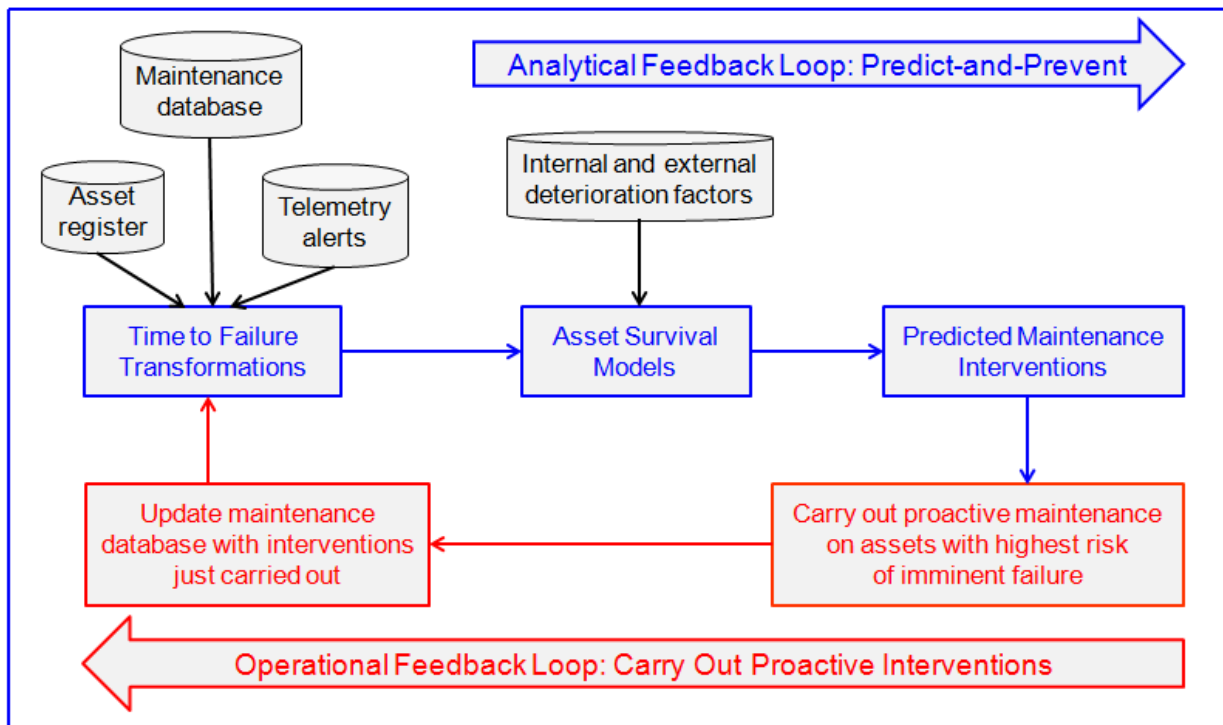 Maintenance
database
Analytical Feedback Loop: Predict-and-Prevent
Asset
register
Telemetry
alerts
Internal and external
deterioration factors
Time to Failure
Transformations
Asset Survival
Models
Predicted Maintenance
Interventions
Update maintenance
database with interventions
just carried out
Carry out proactive maintenance
on assets with highest risk
of imminent failure
Operational Feedback Loop: Carry Out Proactive Interventions